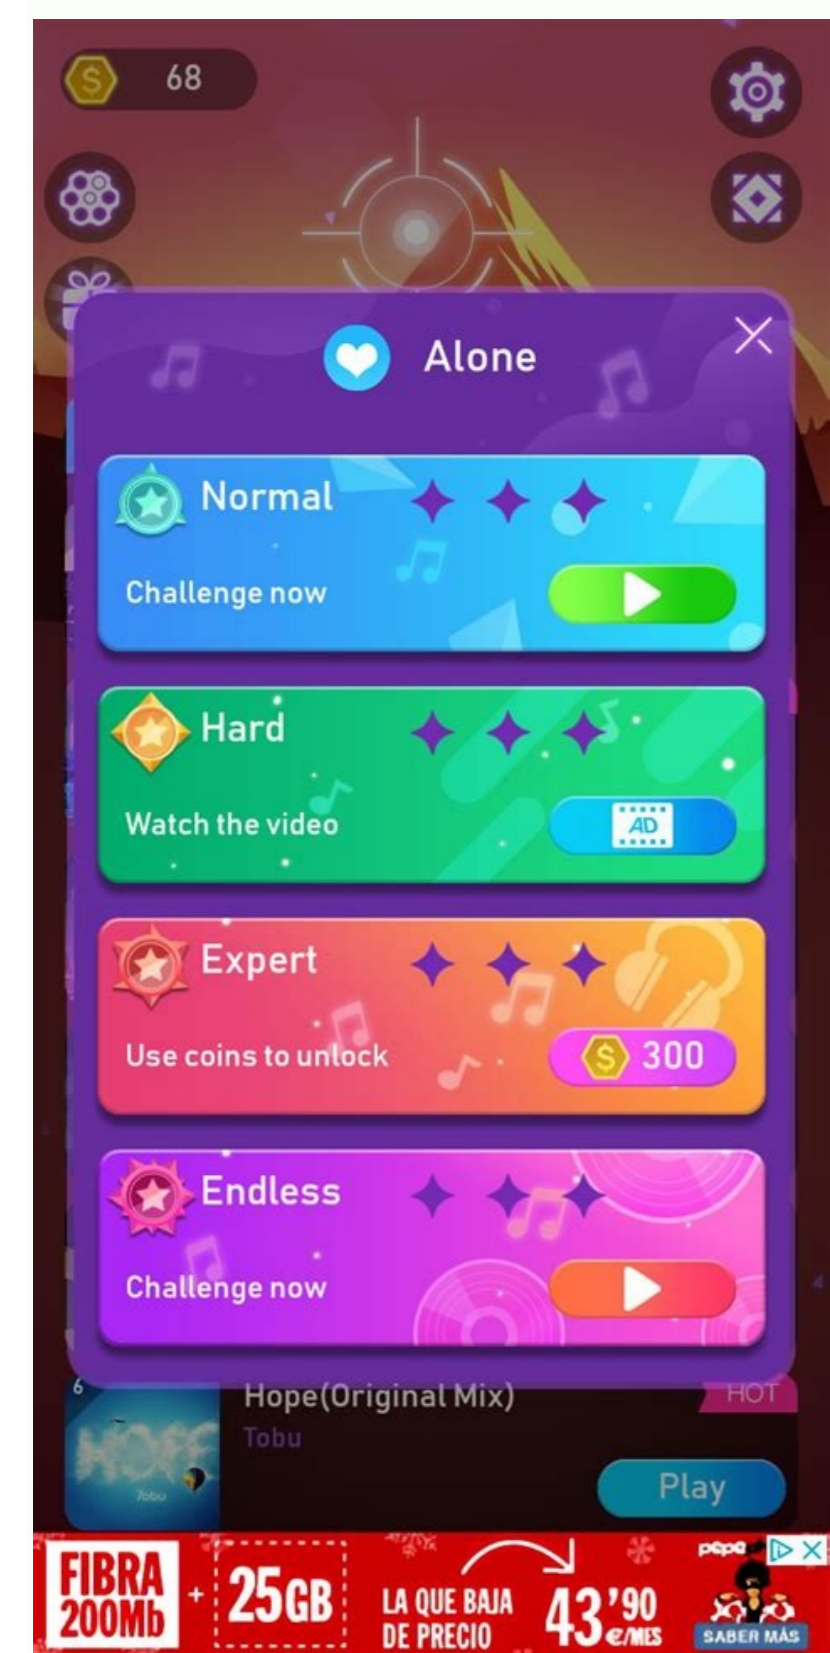 68
Alone
Normal
Challenge now
Hard
Watch the video
AD
Expert
Use coins to unlock
$ 300
Endless
Challenge now
6
Hope(Original Mix)
HOT
Tobu
Tobu
Play
FIBRA
200Mb
+
25GB
LA QUE BAJA
DE PRECIO
43'90
€/MES
SABER MÁS